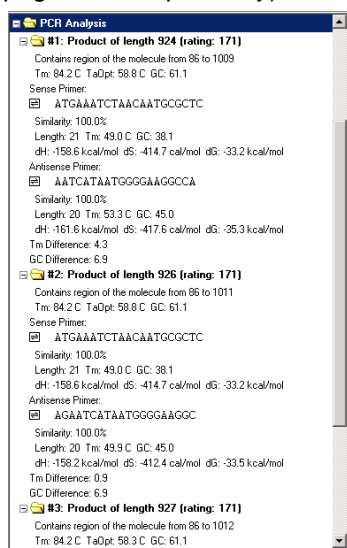 PCR Analysis
#1: Product of length 924 (rating: 171)
Contains region of the molecule from 86 to 1009
Tm: 84.2 C TaOpt: 58.8 C GC: 61.1
Sense Primer:
ATGAAATCTAACAATGCGCTC
Similarity: 100.0%
Length: 21 Tm: 49.0 C GC: 38.1
dH: -158.6 kcal/mol dS: -414.7 cal/mol dG: -33.2 kcal/mol
Antisense Primer:
AATCATAATGGGGAAGGCCA
Similarity: 100.0%
Length: 20 Tm: 53.3 C GC: 45.0
dH: -161.6 kcal/mol dS: -417.6 cal/mol dG: -35.3 kcal/mol
Tm Difference: 4.3
GC Difference: 6.9
#2: Product of length 926 (rating: 171)
Contains region of the molecule from 86 to 1011
Tm: 84.2 C TaOpt: 58.8 C GC: 61.1
Sense Primer:
ATGAAATCTAACAATGCGCTC
Similarity: 100.0%
Length: 21 Tm: 49.0 C GC: 38.1
dH: -158.6 kcal/mol dS: -414.7 cal/mol dG: -33.2 kcal/mol
Antisense Primer:
AGAATCATAATGGGGAAGGC
Similarity: 100.0%
Length: 20 Tm: 49.9 C GC: 45.0
dH: -158.2 kcal/mol dS: -412.4 cal/mol dG: -33.5 kcal/mol
Tm Difference: 0.9
GC Difference: 6.9
#3: Product of length 927 (rating: 171)
Contains region of the molecule from 86 to 1012
Tm: 84.2 C TaOpt: 58.3 C GC: 61.1